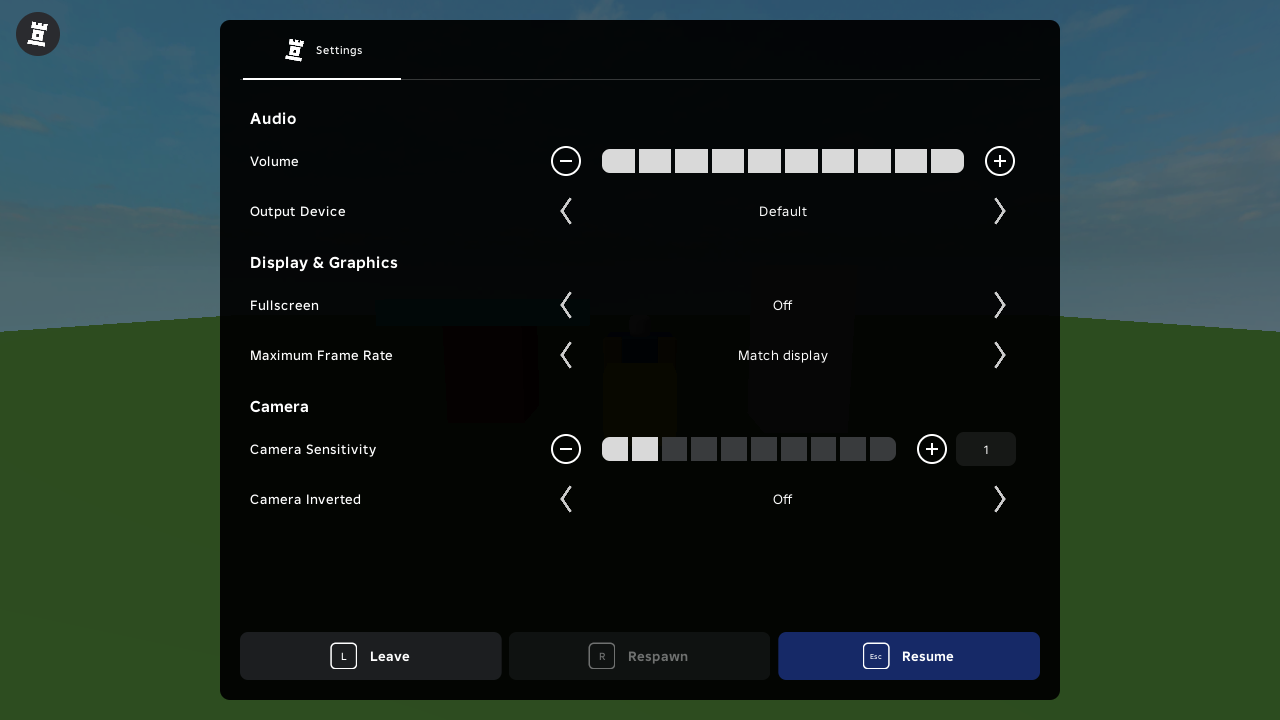 Settings
Audio
Volume
Output Device
Default
Display & Graphics
Fullscreen
Off
Maximum Frame Rate
Match display
Camera
Camera Sensitivity
1
Camera Inverted
Off
L Leave
R Respawn
Esc Resume